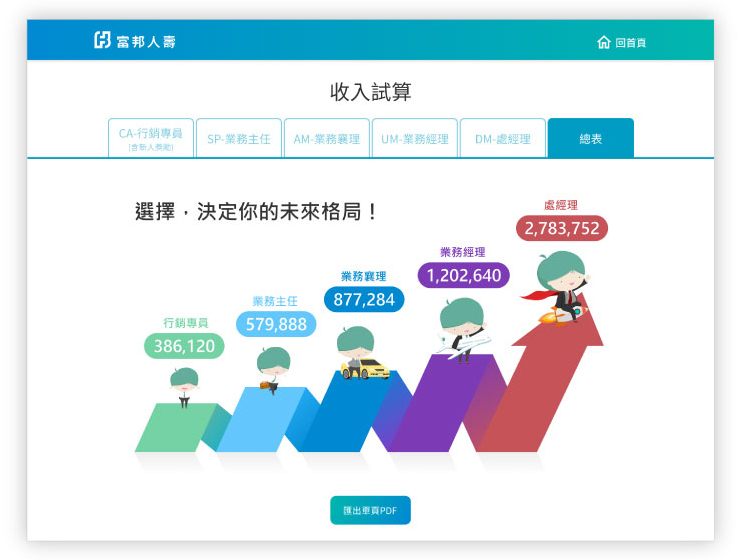 富邦人壽
回首頁
收入試算
CA-行銷專員
(含新人獎勵)
SP-業務主任
AM-業務襄理
UM-業務經理
DM-處經理
總表
選擇，決定你的未來格局！
處經理
2,783,752
業務經理
1,202,640
業務襄理
877,284
業務主任
579,888
行銷專員
386,120
匯出單頁PDF